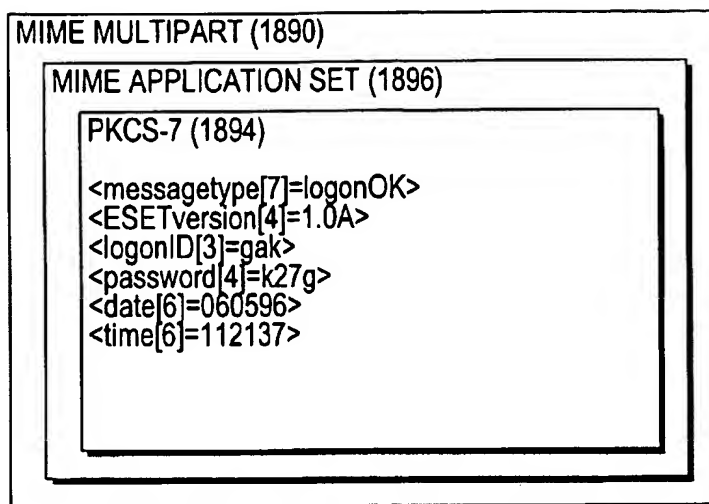 MIME MULTIPART (1890)
MIME APPLICATION SET (1896)
PKCS-7 (1894)
<messagetype[7]=logonOK>
<ESETversion[4]=1.0A>
<logonID[3]=gak>
<password[4]=k27g>
<date[6]=060596>
<time[6]=112137>